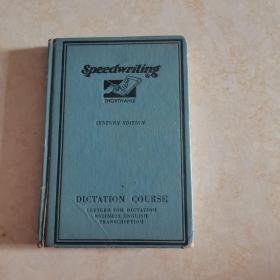 Speedwriting
SHORTHAND
CENTURY EDITION
DICTATION COURSE
LETTERS FOR DICTATION
BUSINESS ENGLISH
TRANSCRIPTION